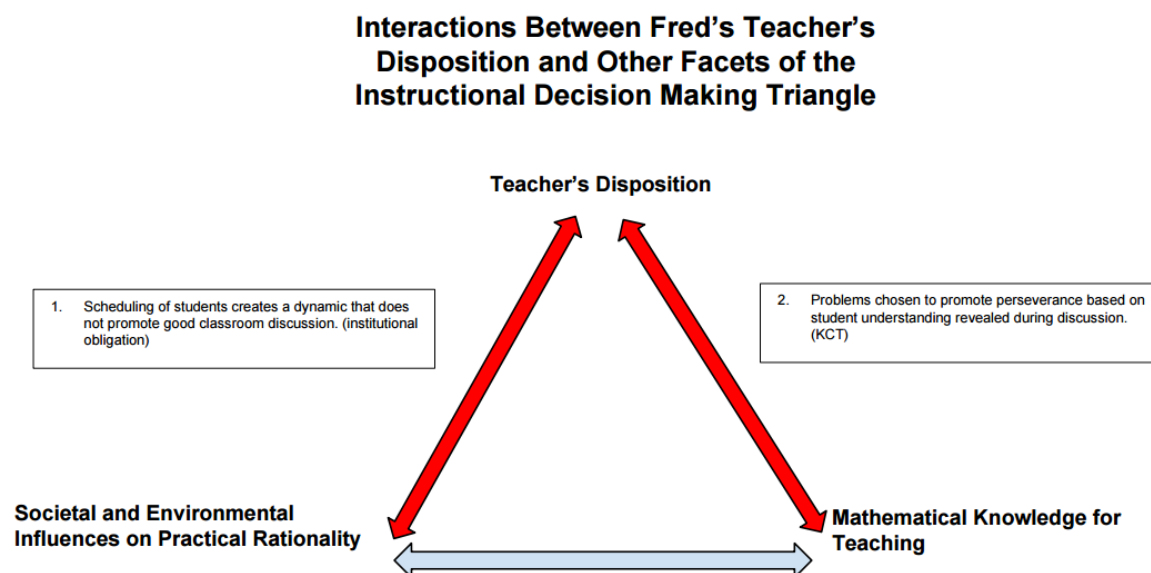 Interactions Between Fred's Teacher's
Disposition and Other Facets of the
Instructional Decision Making Triangle
Teacher's Disposition
1. Scheduling of students creates a dynamic that does
not promote good classroom discussion. (institutional
obligation)
2. Problems chosen to promote perseverance based on
student understanding revealed during discussion.
(KCT)
Societal and Environmental
Influences on Practical Rationality
Mathematical Knowledge for
Teaching